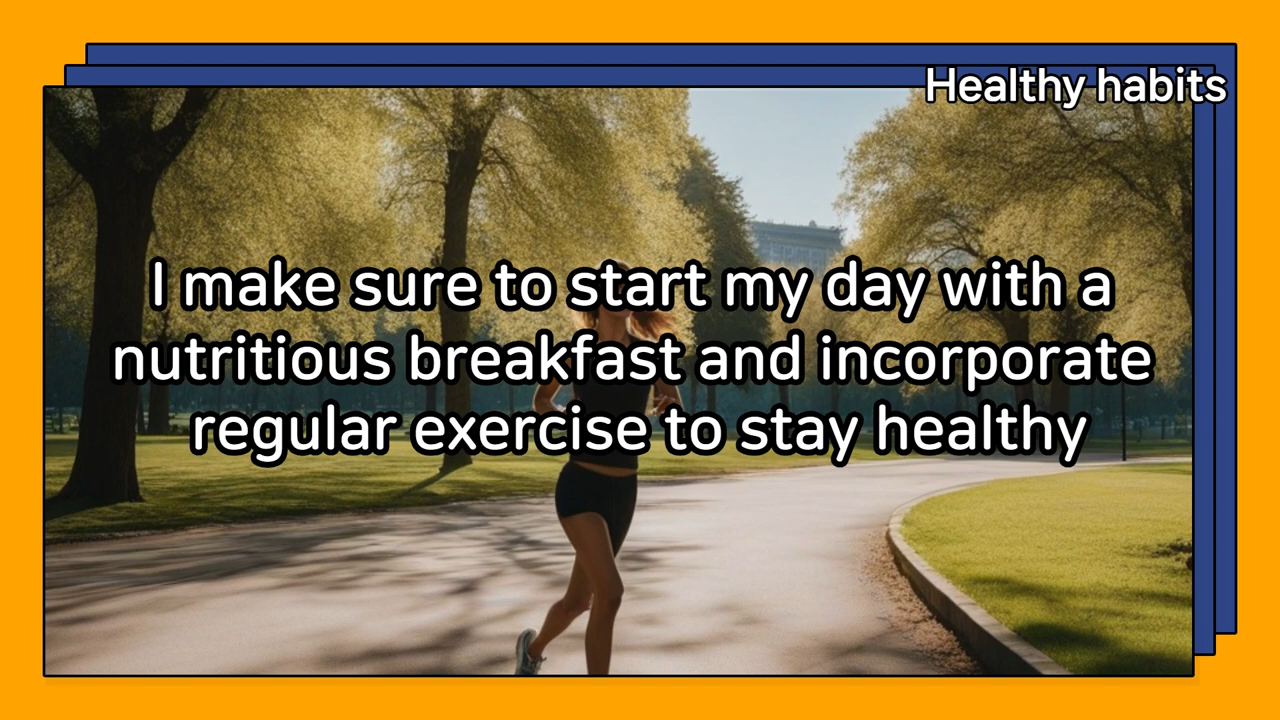 Healthy habits
I make sure to start my day with a
nutritious breakfast and incorporate
regular exercise to stay healthy